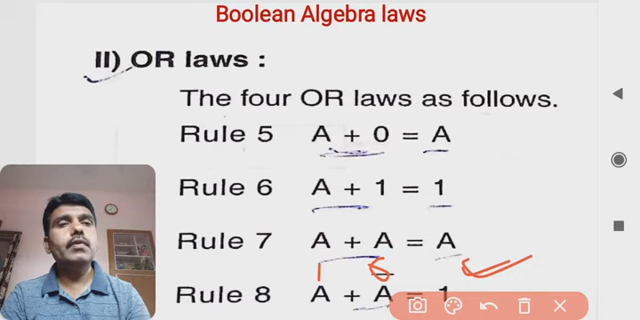 Boolean Algebra laws
II) OR laws :
The four OR laws as follows.
Rule 5 A + 0 = A
Rule 6 A + 1 = 1
Rule 7 A + A = A
Rule 8 A + A̅ = 1